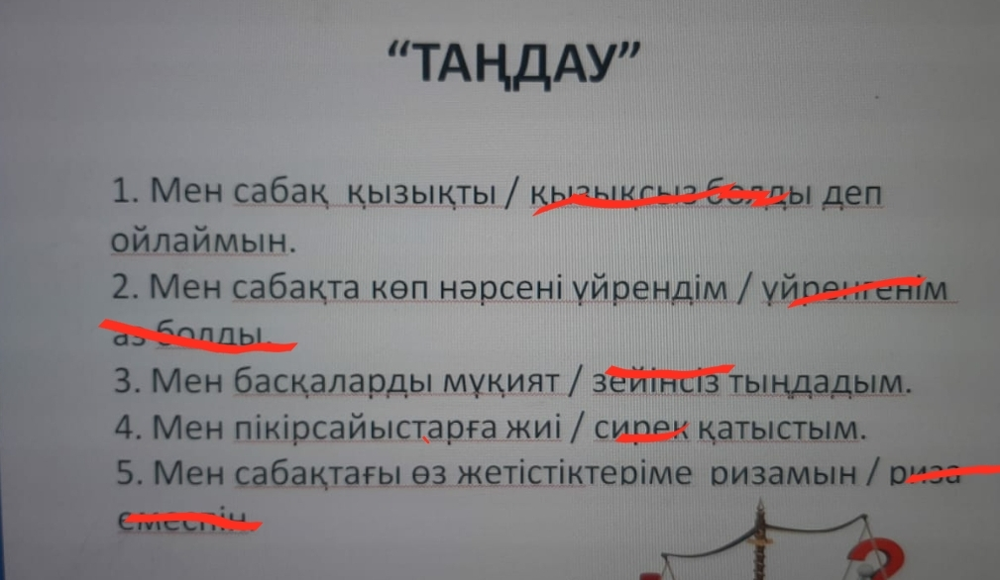 “ТАҢДАУ”
1. Мен сабақ қызықты / қызықсыз болды деп
ойлаймын.
2. Мен сабақта көп нәрсені үйрендім / үйренгенім
аз болды.
3. Мен басқаларды мұқият / зейінсіз тыңдадым.
4. Мен пікірсайыстарға жиі / сирек қатыстым.
5. Мен сабақтағы өз жетістіктеріме ризамын / риза
емеспін